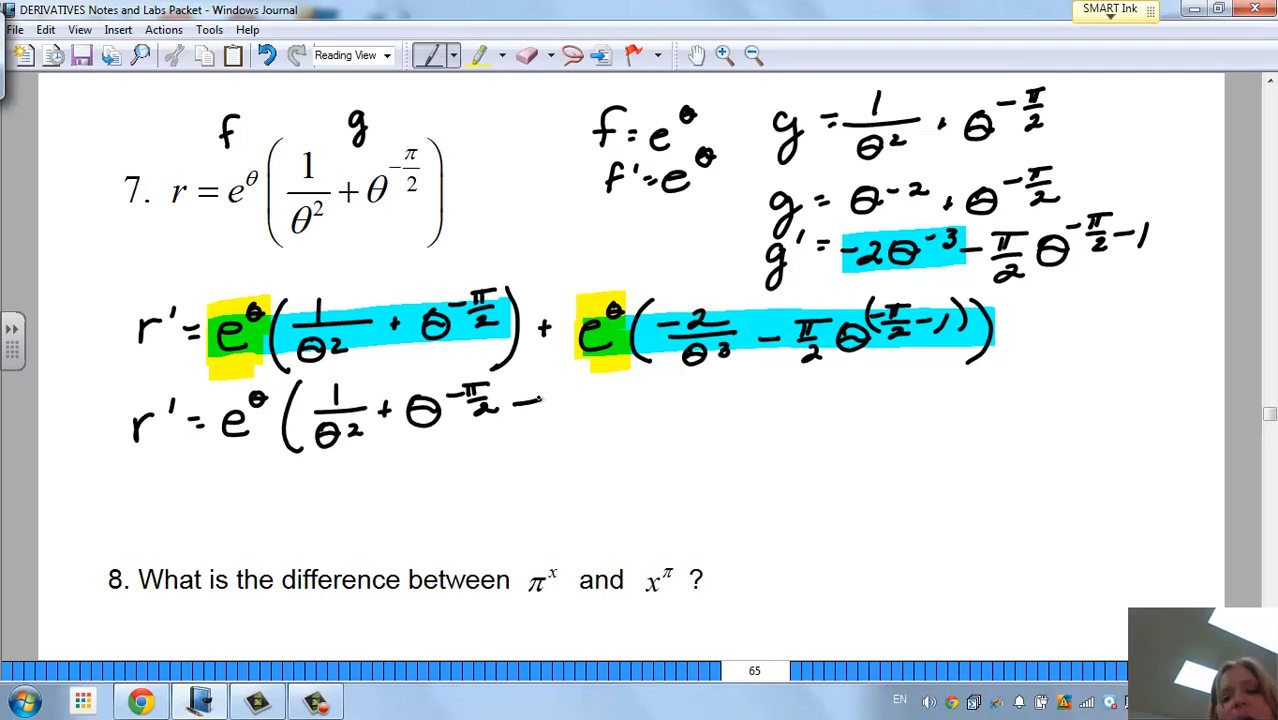 DERIVATIVES Notes and Labs Packet - Windows Journal
SMART Ink
File Edit View Insert Actions Tools Help
Reading View
f g
7. r = e^θ (1/θ² + θ^(-π/2))
f = e^θ
f' = e^θ
g = 1/θ² + θ^(-π/2)
g = θ^-2 + θ^(-π/2)
g' = -2θ^-3 - π/2 θ^(-π/2 - 1)
r' = e^θ (1/θ² + θ^(-π/2)) + e^θ (-2/θ³ - π/2 θ^(-π/2 - 1))
r' = e^θ (1/θ² + θ^(-π/2) -
8. What is the difference between π^x and x^π ?
65
EN